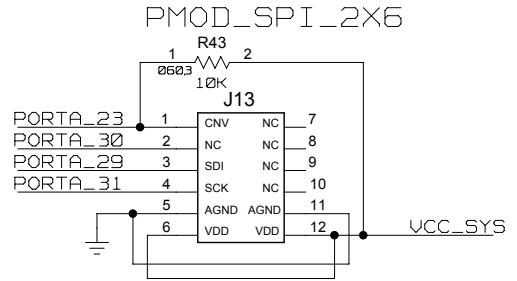 PMOD_SPI_2X6
R43
1 2
0603
10K
J13
PORTA_23 1 CNV NC 7
PORTA_30 2 NC NC 8
PORTA_29 3 SDI NC 9
PORTA_31 4 SCK NC 10
5 AGND AGND 11
6 VDD VDD 12 VCC_SYS